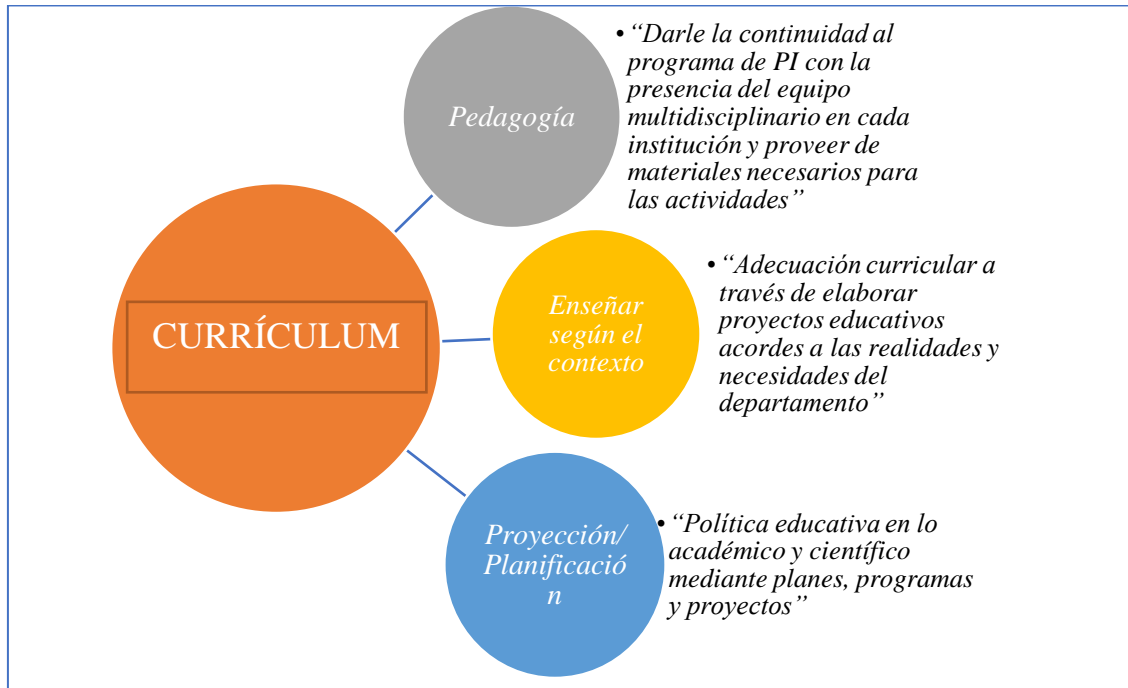 CURRÍCULUM
Pedagogía
• “Darle la continuidad al
programa de PI con la
presencia del equipo
multidisciplinario en cada
institución y proveer de
materiales necesarios para
las actividades”
Enseñar
según el
contexto
• “Adecuación curricular a
través de elaborar
proyectos educativos
acordes a las realidades y
necesidades del
departamento”
Proyección/
Planificació
n
• “Política educativa en lo
académico y científico
mediante planes, programas
y proyectos”